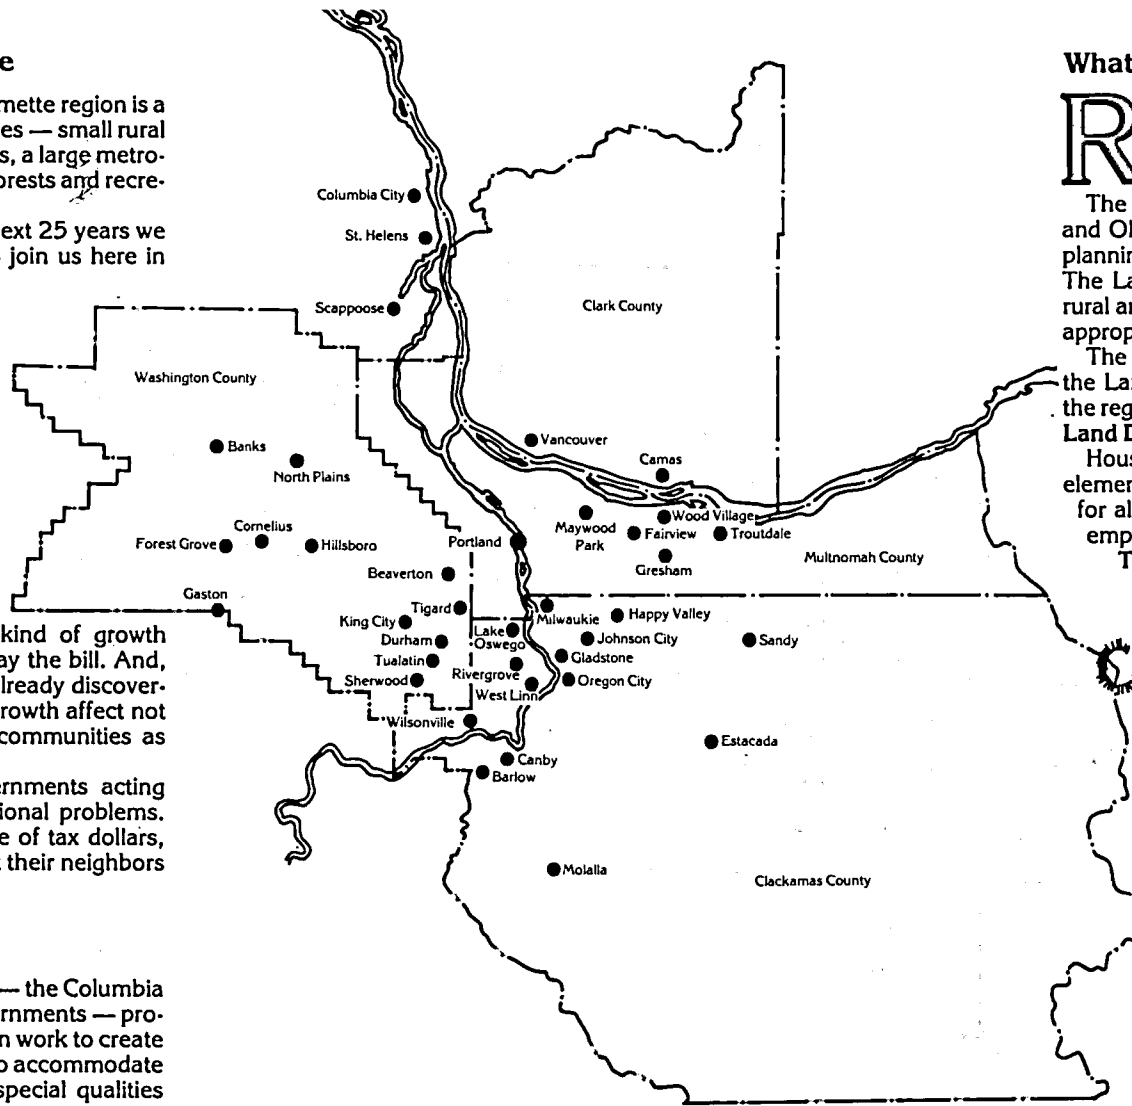 e
mette region is a
es — small rural
s, a large metro-
orests and recre-
ext 25 years we
join us here in
Columbia City
St. Helens
Scappoose
Clark County
Washington County
Banks
North Plains
Vancouver
Camas
Cornelius
Forest Grove
Hillsboro
Portland
Maywood
Park
Wood Village
Fairview
Troutdale
Gresham
Multnomah County
Beaverton
Gaston
Tigard
King City
Durham
Tualatin
Sherwood
Lake
Oswego
Rivergrove
West Linn
Milwaukie
Happy Valley
Johnson City
Gladstone
Oregon City
Sandy
Wilsonville
Canby
Barlow
Estacada
Molalla
Clackamas County
kind of growth
ay the bill. And,
lready discover-
rowth affect not
communities as
ernments acting
ional problems.
e of tax dollars,
their neighbors
— the Columbia
rnments — pro-
n work to create
o accommodate
special qualities
What
R
The
and Ol
plannin
The La
rural ar
approp
The
the Lar
the reg
Land D
Hous
elemen
for al
emp
T